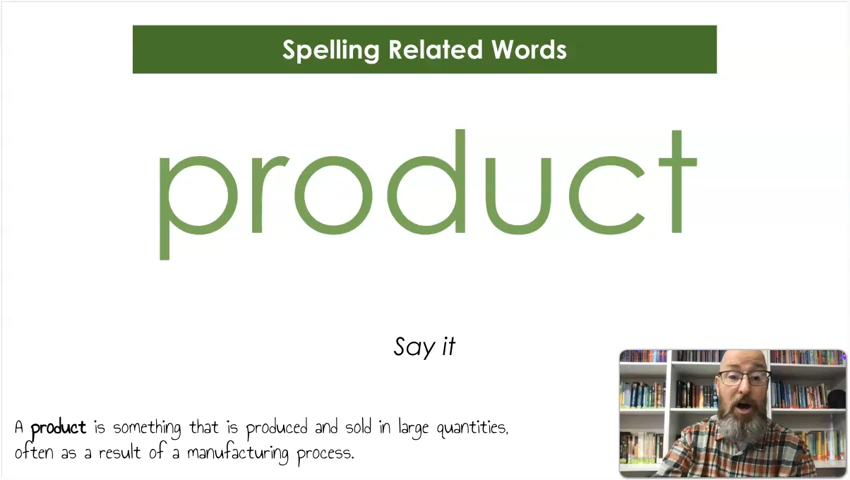 Spelling Related Words
product
Say it
A product is something that is produced and sold in large quantities,
often as a result of a manufacturing process.